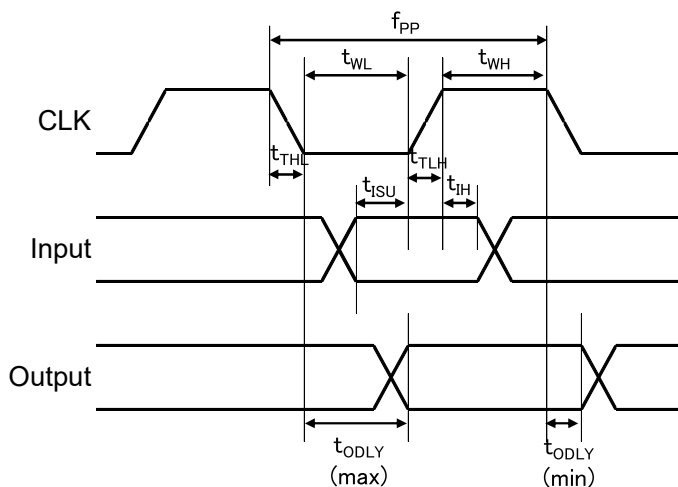 fPP
tWL
tWH
CLK
tTHL
tTLH
tISU
tIH
Input
Output
tODLY
(max)
tODLY
(min)